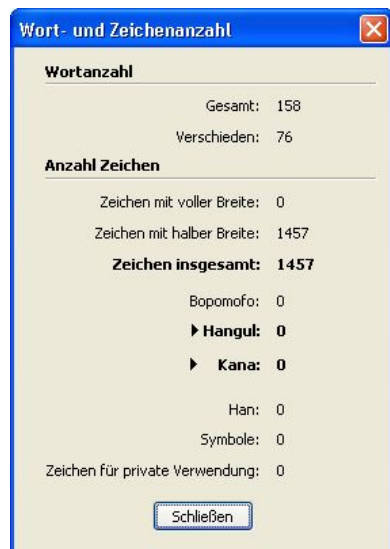 Wort- und Zeichenanzahl
Wortanzahl
Gesamt: 158
Verschieden: 76
Anzahl Zeichen
Zeichen mit voller Breite: 0
Zeichen mit halber Breite: 1457
Zeichen insgesamt: 1457
Bopomofo: 0
Hangul: 0
Kana: 0
Han: 0
Symbole: 0
Zeichen für private Verwendung: 0
Schließen